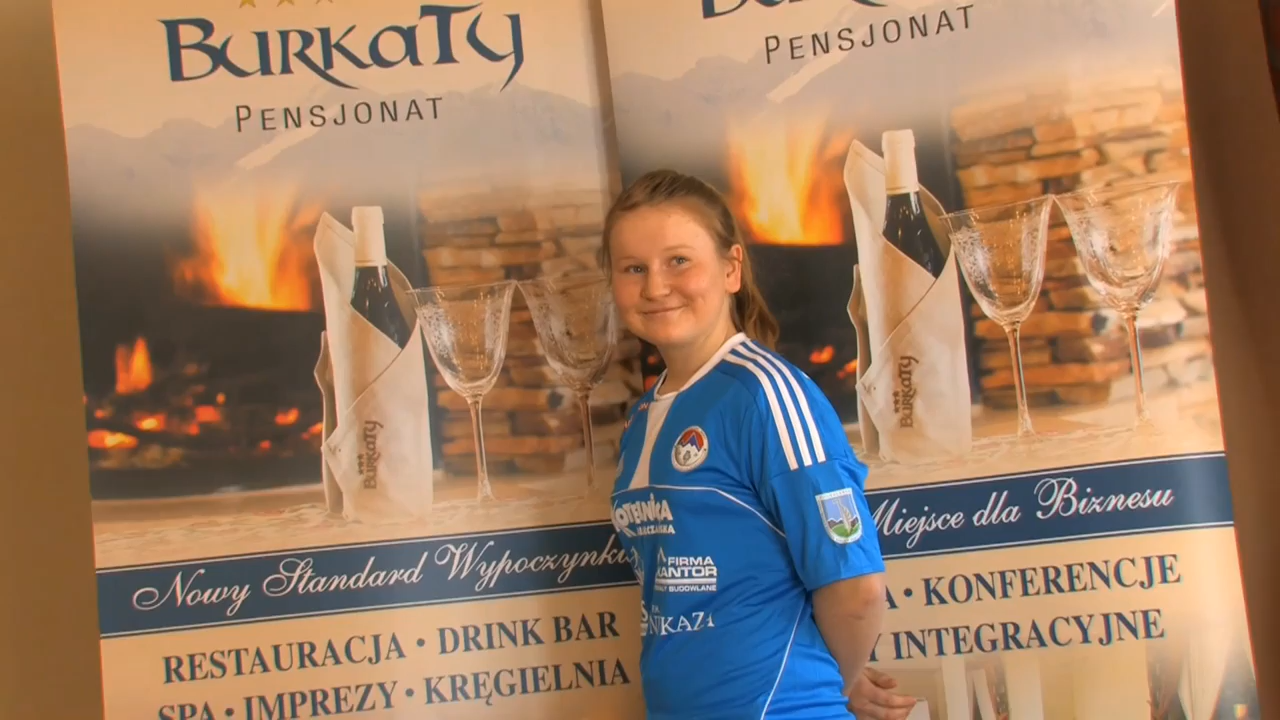 BURKATY
PENSJONAT
PENSJONAT
BURKATY
BURKATY
Nowy Standard Wypoczynku
Miejsce dla Biznesu
RESTAURACJA • DRINK BAR
SPA • IMPREZY • KRĘGIELNIA
A • KONFERENCJE
Y INTEGRACYJNE
FIRMA
KANTOR